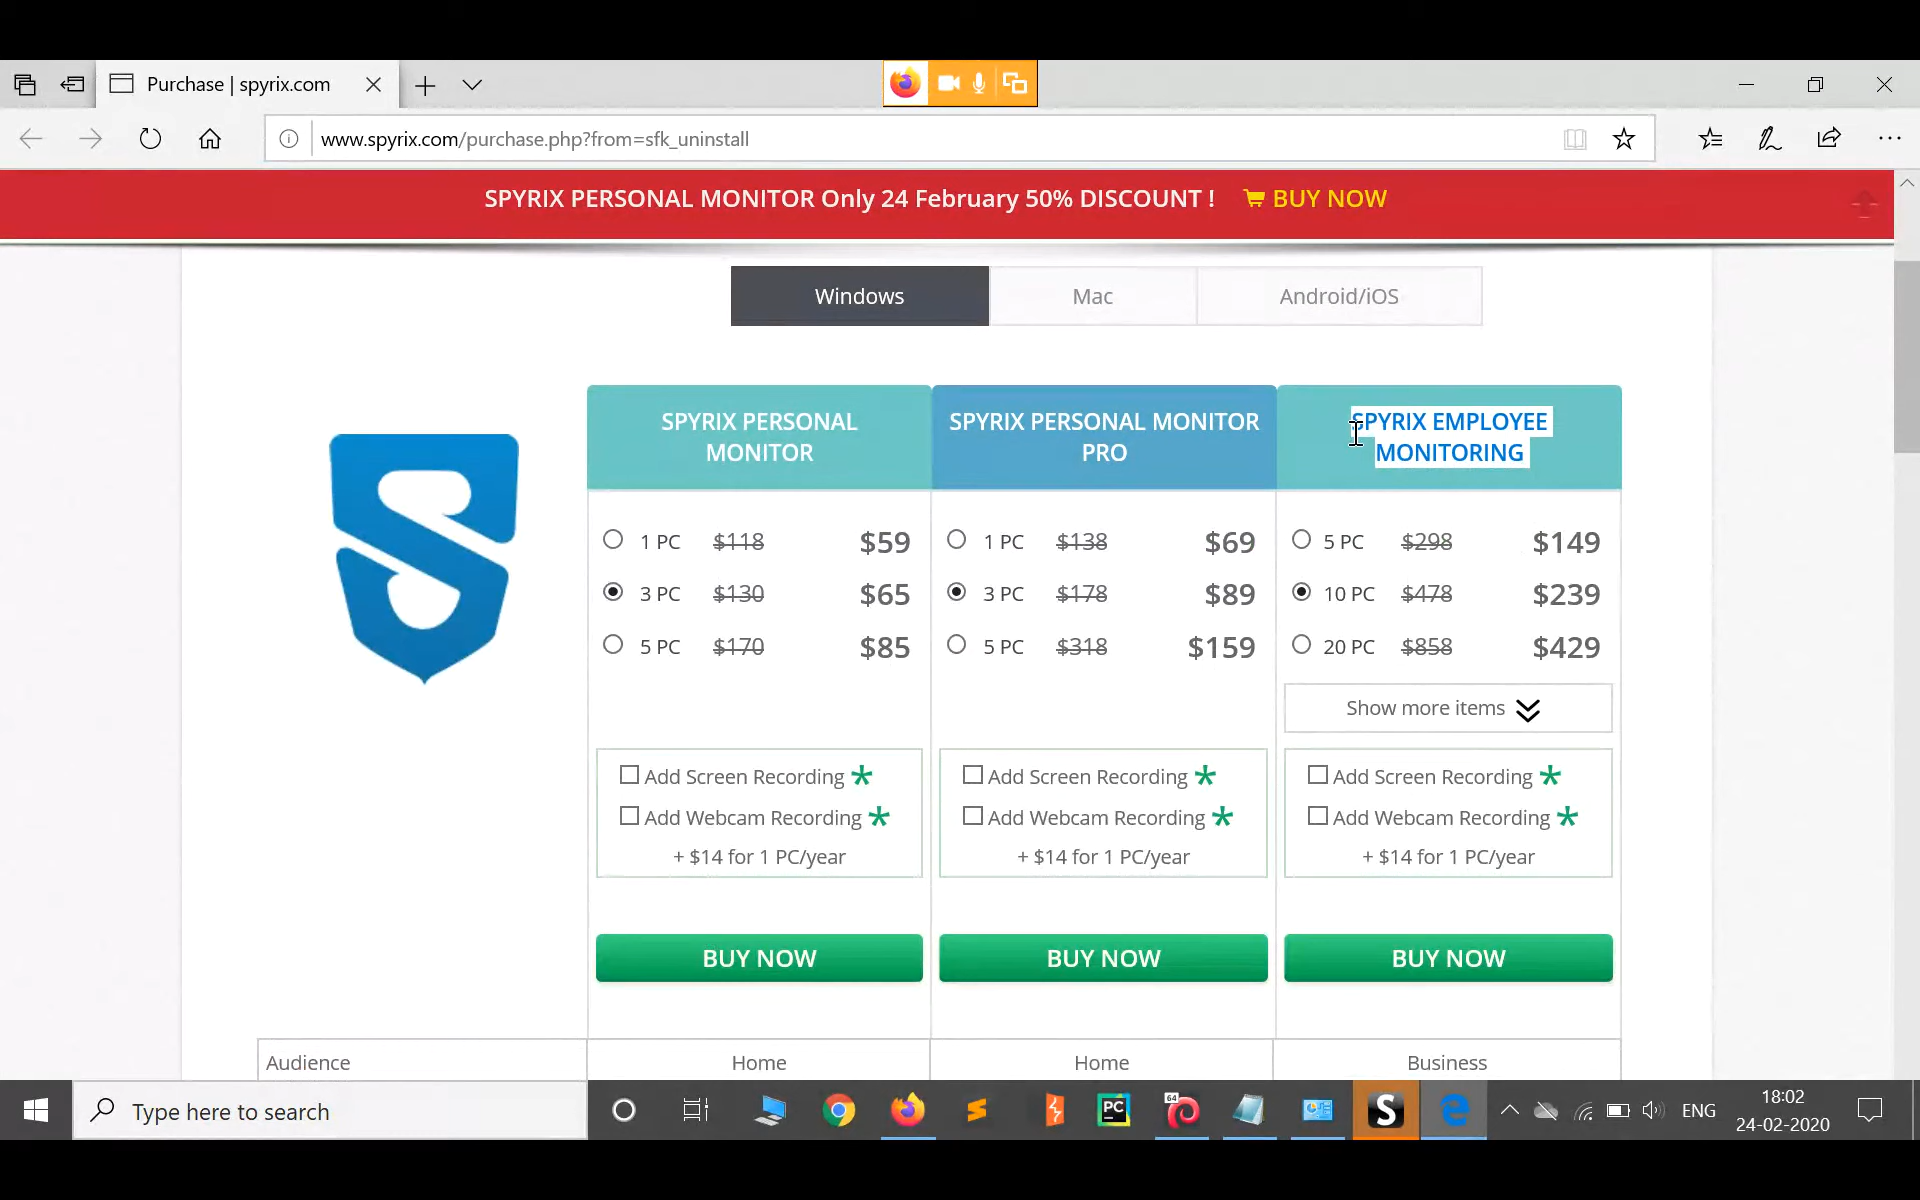 Purchase | spyrix.com
www.spyrix.com/purchase.php?from=sfk_uninstall
SPYRIX PERSONAL MONITOR Only 24 February 50% DISCOUNT ! BUY NOW
Windows Mac Android/iOS
SPYRIX PERSONAL
MONITOR
SPYRIX PERSONAL MONITOR
PRO
SPYRIX EMPLOYEE
MONITORING
1 PC $118 $59 1 PC $138 $69 5 PC $298 $149
3 PC $130 $65 3 PC $178 $89 10 PC $478 $239
5 PC $170 $85 5 PC $318 $159 20 PC $858 $429
Show more items
Add Screen Recording * Add Screen Recording * Add Screen Recording *
Add Webcam Recording * Add Webcam Recording * Add Webcam Recording *
+ $14 for 1 PC/year + $14 for 1 PC/year + $14 for 1 PC/year
BUY NOW BUY NOW BUY NOW
Audience Home Home Business
Type here to search
PC
64
S
ENG
18:02
24-02-2020